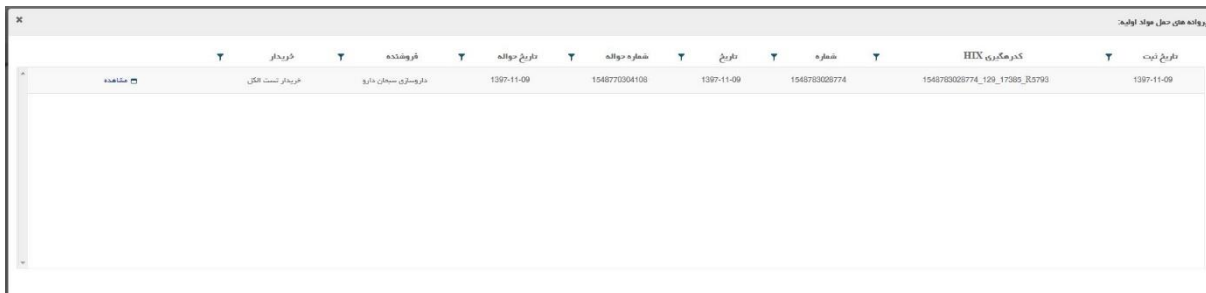 پروانه های حمل مواد اولیه:
تاریخ ثبت کدرهگیری HIX شماره تاریخ شماره حواله تاریخ حواله فروشنده خریدار
1397-11-09 1548783028774_129_17385_R5793 1548783028774 1397-11-09 1548770304108 1397-11-09 داروسازی سبحان دارو خریدار تست الکل مشاهده